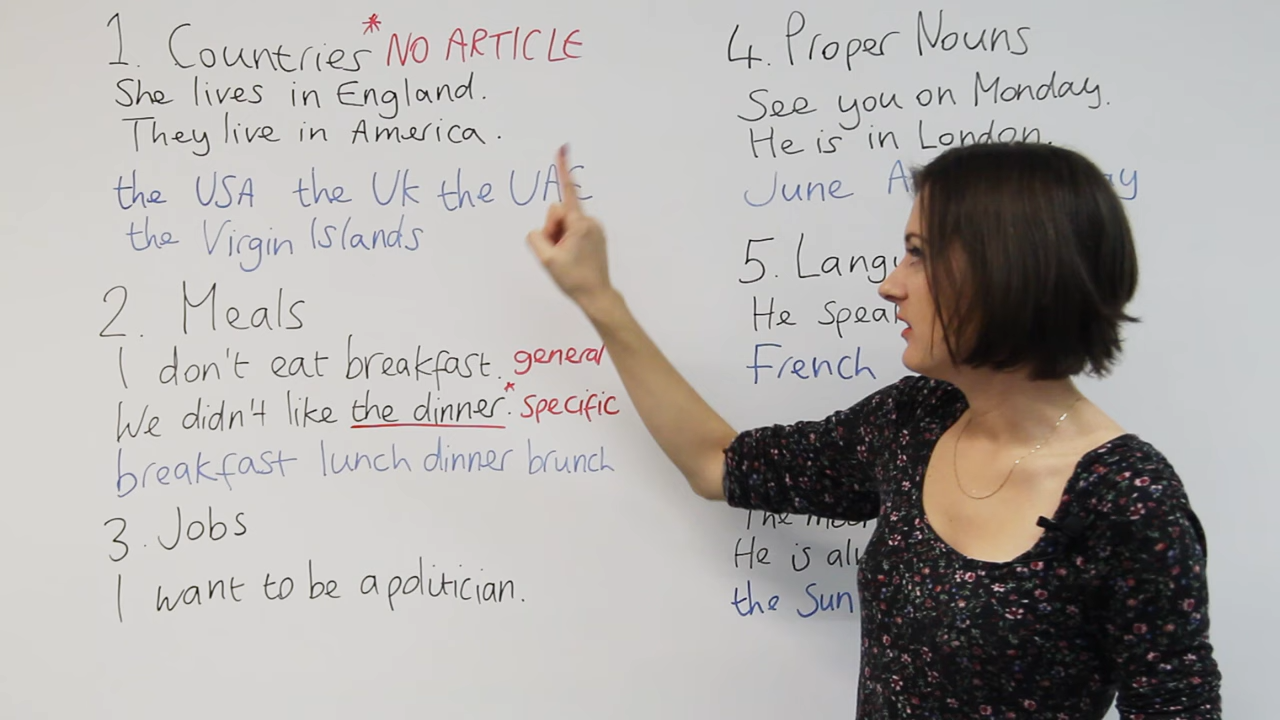 1. Countries* NO ARTICLE
She lives in England.
They live in America.
the USA the UK the UAE
the Virgin Islands
2. Meals
I don't eat breakfast. general
We didn't like the dinner.* specific
breakfast lunch dinner brunch
3. Jobs
I want to be a politician.
4. Proper Nouns
See you on Monday.
He is in London.
June
5.
He
French
The
He is
the Sun